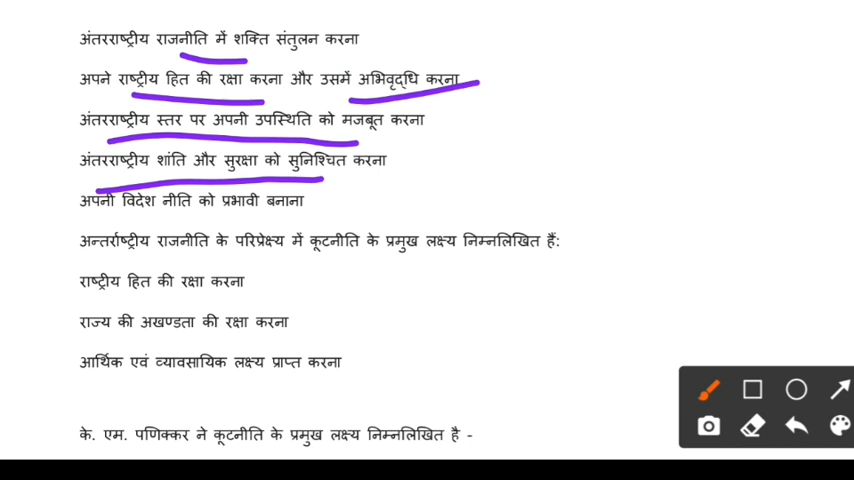 अंतरराष्ट्रीय राजनीति में शक्ति संतुलन करना
अपने राष्ट्रीय हित की रक्षा करना और उसमें अभिवृद्धि करना
अंतरराष्ट्रीय स्तर पर अपनी उपस्थिति को मजबूत करना
अंतरराष्ट्रीय शांति और सुरक्षा को सुनिश्चित करना
अपनी विदेश नीति को प्रभावी बनाना
अन्तर्राष्ट्रीय राजनीति के परिप्रेक्ष्य में कूटनीति के प्रमुख लक्ष्य निम्नलिखित हैं:
राष्ट्रीय हित की रक्षा करना
राज्य की अखण्डता की रक्षा करना
आर्थिक एवं व्यावसायिक लक्ष्य प्राप्त करना
के. एम. पणिक्कर ने कूटनीति के प्रमुख लक्ष्य निम्नलिखित है -